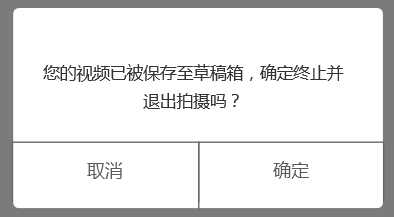 您的视频已被保存至草稿箱，确定终止并
退出拍摄吗？
取消
确定